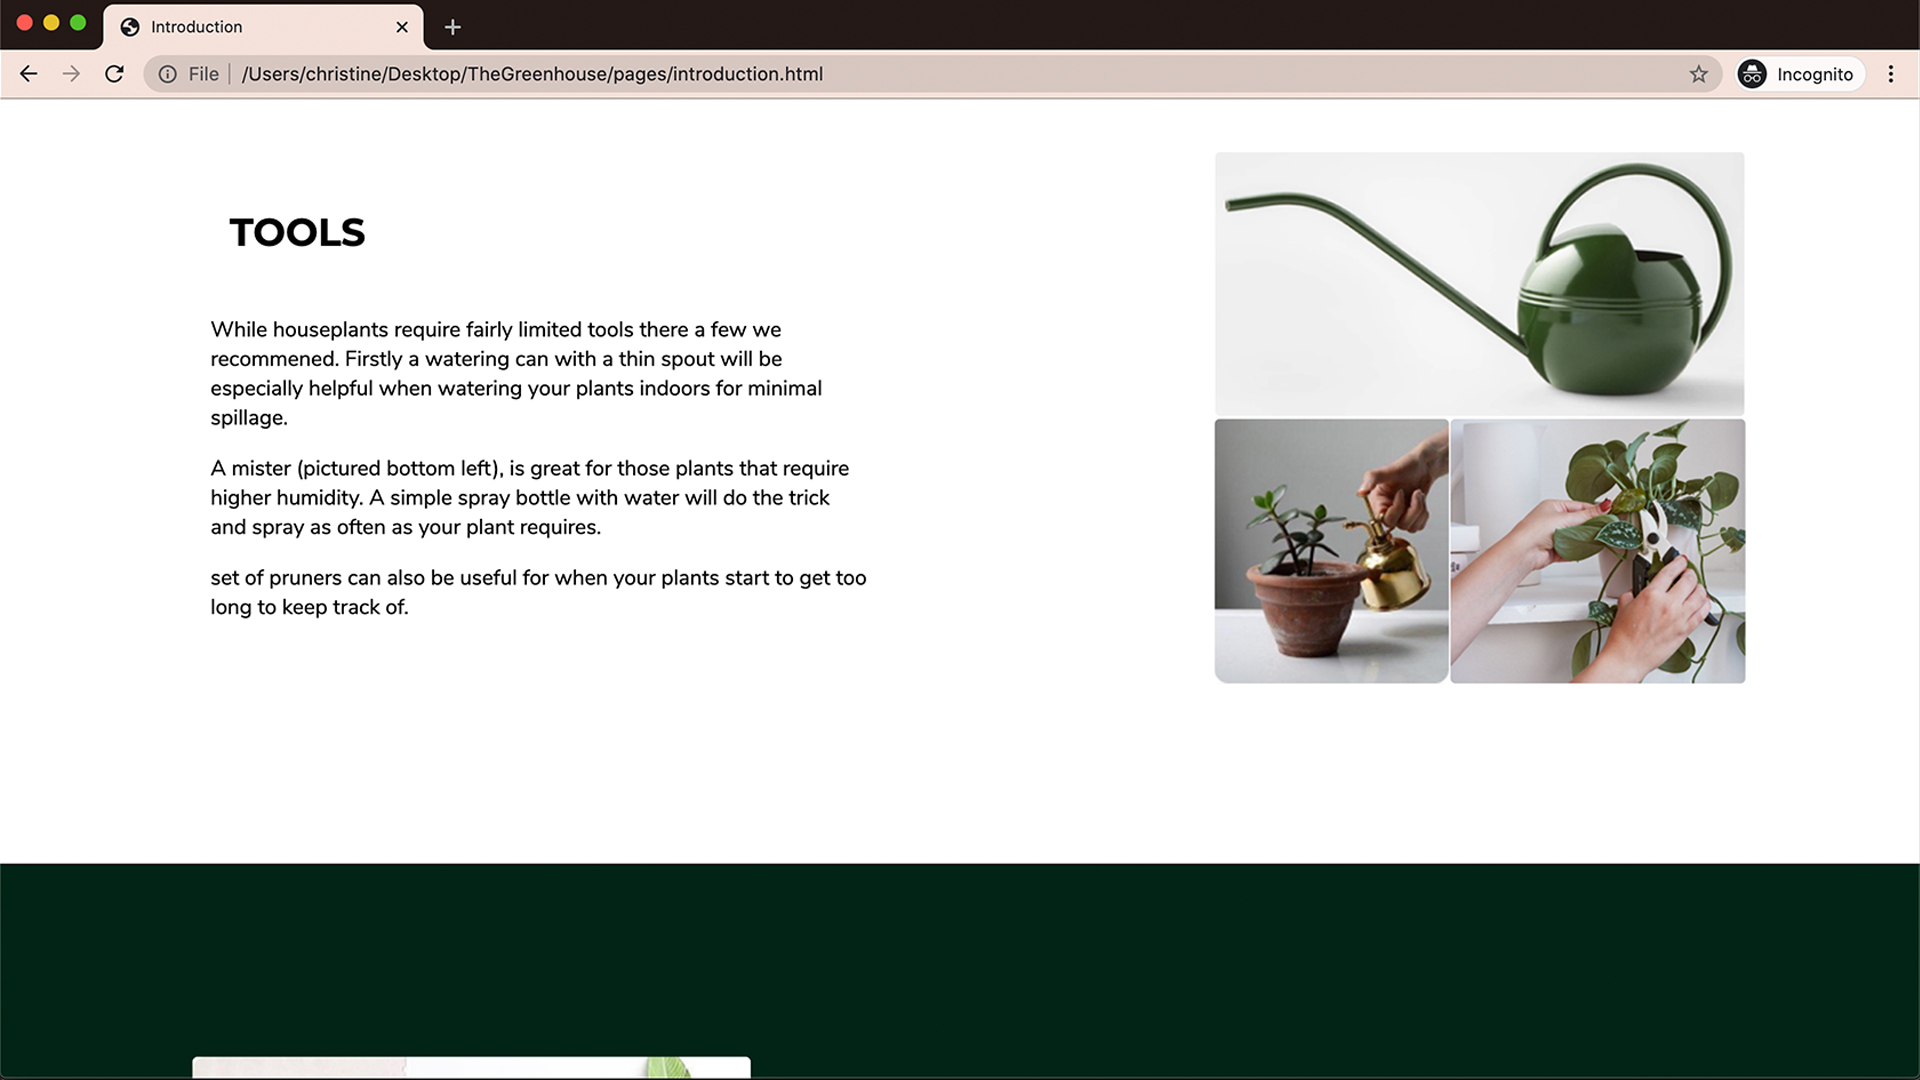 Introduction
File
/Users/christine/Desktop/TheGreenhouse/pages/introduction.html
Incognito
TOOLS
While houseplants require fairly limited tools there a few we
recommened. Firstly a watering can with a thin spout will be
especially helpful when watering your plants indoors for minimal
spillage.
A mister (pictured bottom left), is great for those plants that require
higher humidity. A simple spray bottle with water will do the trick
and spray as often as your plant requires.
set of pruners can also be useful for when your plants start to get too
long to keep track of.